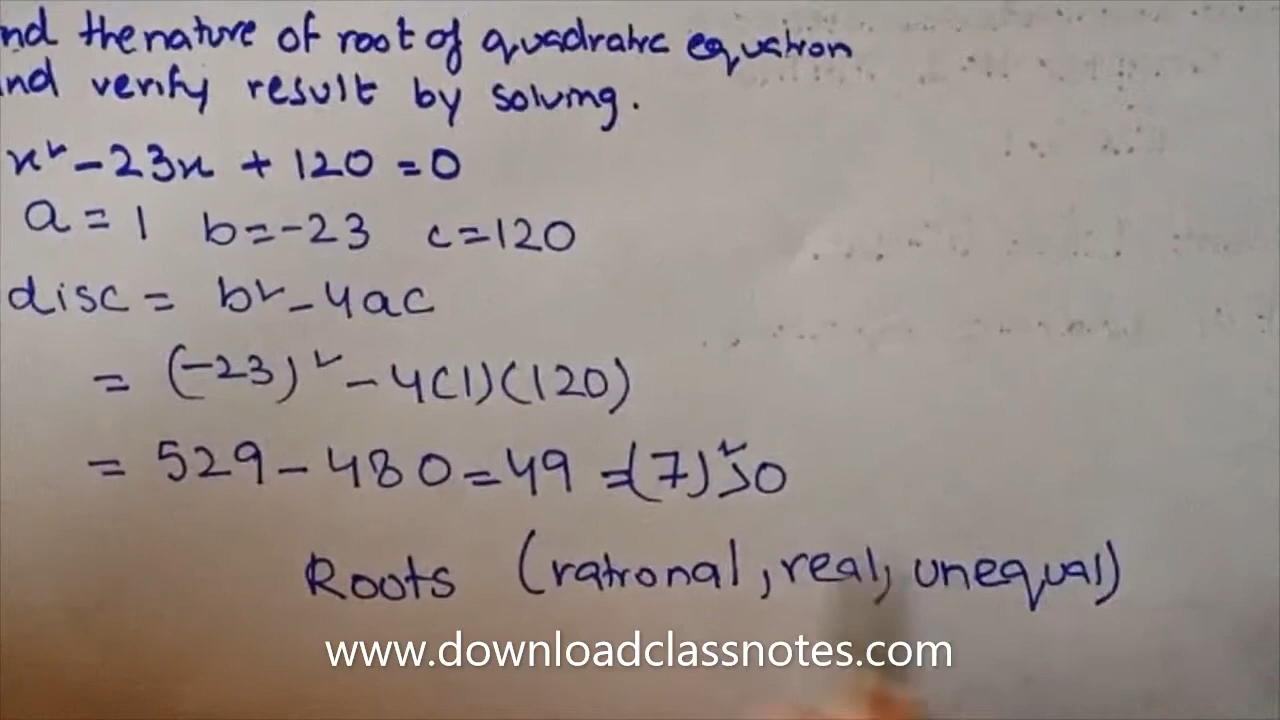 nd the nature of root of quadratic equation
nd verify result by solving.
x² - 23x + 120 = 0
a = 1 b = -23 c = 120
disc = b² - 4ac
= (-23)² - 4(1)(120)
= 529 - 480 = 49 = (7)² > 0
Roots (rational, real, unequal)
www.downloadclassnotes.com